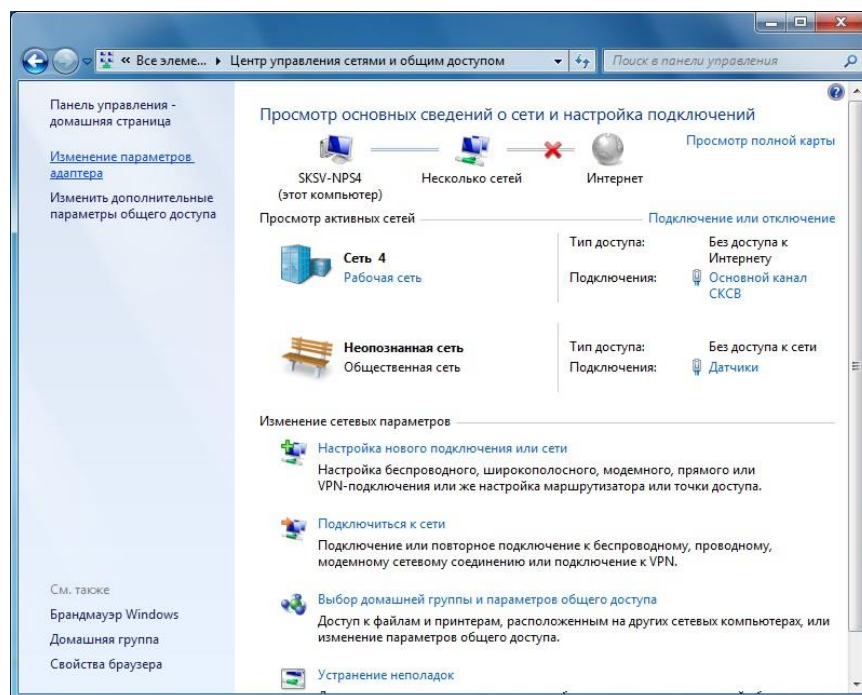 « Все элеме... ▸ Центр управления сетями и общим доступом
Поиск в панели управления
Панель управления -
домашняя страница
Изменение параметров
адаптера
Изменить дополнительные
параметры общего доступа
См. также
Брандмауэр Windows
Домашняя группа
Свойства браузера
Просмотр основных сведений о сети и настройка подключений
Просмотр полной карты
SKSV-NPS4
(этот компьютер)
Несколько сетей
Интернет
Просмотр активных сетей
Подключение или отключение
Сеть 4
Рабочая сеть
Тип доступа: Без доступа к
Интернету
Подключения: Основной канал
СКСВ
Неопознанная сеть
Общественная сеть
Тип доступа: Без доступа к сети
Подключения: Датчики
Изменение сетевых параметров
Настройка нового подключения или сети
Настройка беспроводного, широкополосного, модемного, прямого или
VPN-подключения или же настройка маршрутизатора или точки доступа.
Подключиться к сети
Подключение или повторное подключение к беспроводному, проводному,
модемному сетевому соединению или подключение к VPN.
Выбор домашней группы и параметров общего доступа
Доступ к файлам и принтерам, расположенным на других сетевых компьютерах, или
изменение параметров общего доступа.
Устранение неполадок